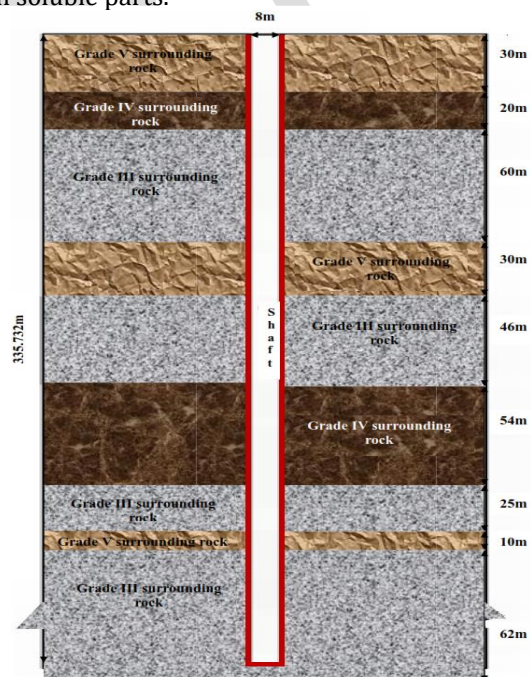 n soluble parts.
8m
Grade V surrounding
rock
30m
Grade IV surrounding
rock
20m
Grade III surrounding
rock
60m
Grade V surrounding
rock
30m
335.732m
Shaft
Grade III surrounding
rock
46m
Grade IV surrounding
rock
54m
Grade III surrounding
rock
25m
Grade V surrounding rock
10m
Grade III surrounding
rock
62m